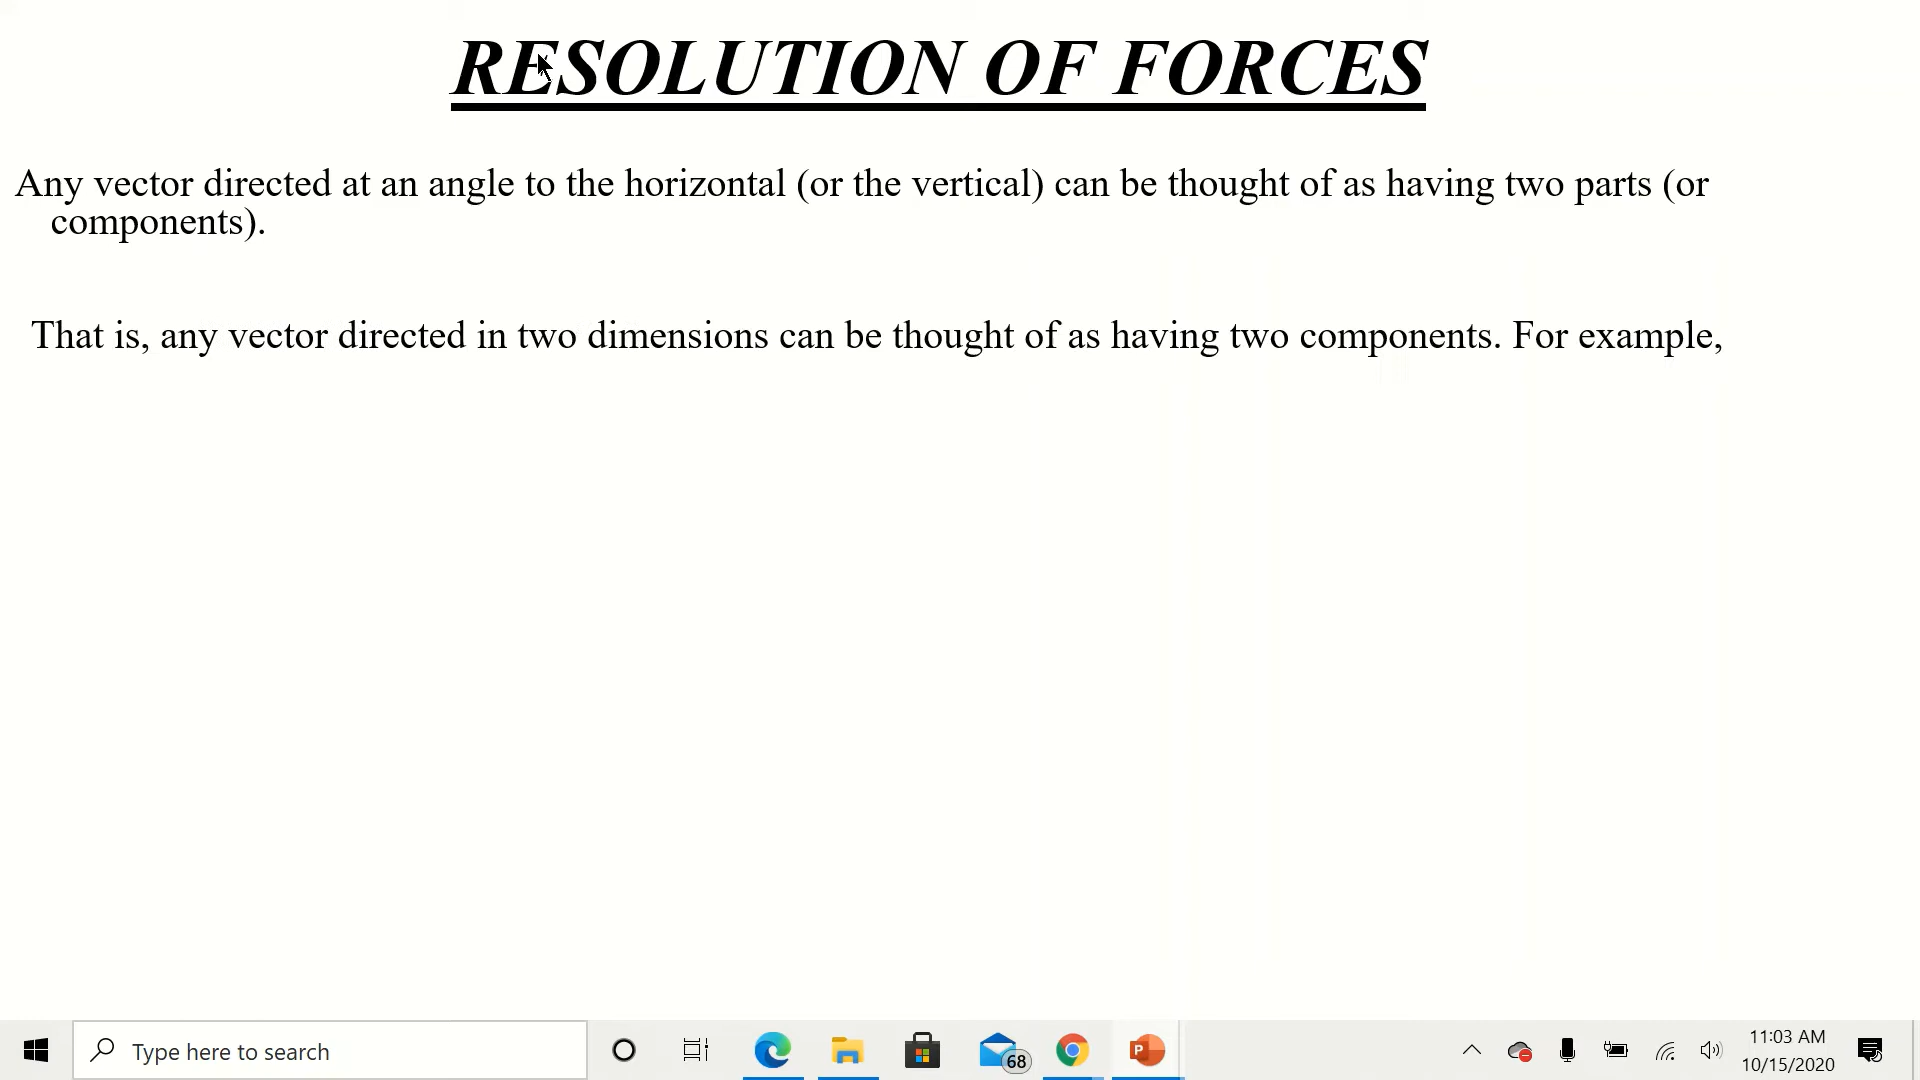 RESOLUTION OF FORCES
Any vector directed at an angle to the horizontal (or the vertical) can be thought of as having two parts (or
components).
That is, any vector directed in two dimensions can be thought of as having two components. For example,
Type here to search
68
P
11:03 AM
10/15/2020